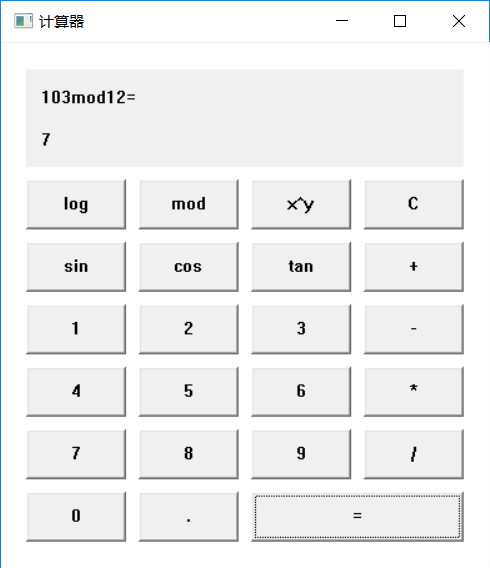 计算器
103mod12=
7
log mod x^y C
sin cos tan +
1 2 3 -
4 5 6 *
7 8 9 /
0 . =